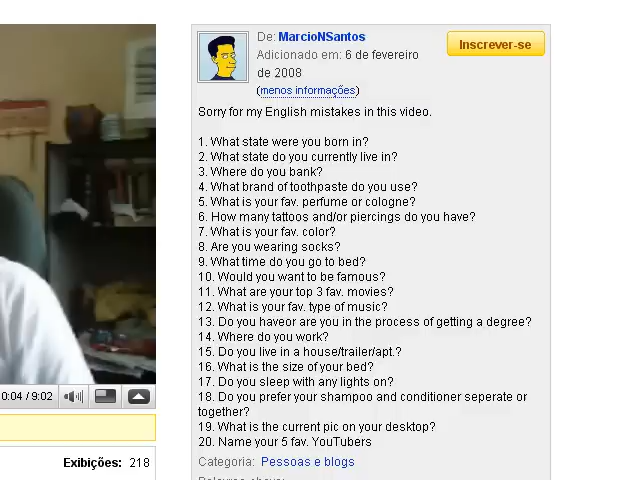 De: MarcioNSantos
Adicionado em: 6 de fevereiro
de 2008
(menos informações)
Inscrever-se
Sorry for my English mistakes in this video.
1. What state were you born in?
2. What state do you currently live in?
3. Where do you bank?
4. What brand of toothpaste do you use?
5. What is your fav. perfume or cologne?
6. How many tattoos and/or piercings do you have?
7. What is your fav. color?
8. Are you wearing socks?
9. What time do you go to bed?
10. Would you want to be famous?
11. What are your top 3 fav. movies?
12. What is your fav. type of music?
13. Do you haveor are you in the process of getting a degree?
14. Where do you work?
15. Do you live in a house/trailer/apt.?
16. What is the size of your bed?
17. Do you sleep with any lights on?
18. Do you prefer your shampoo and conditioner seperate or
together?
19. What is the current pic on your desktop?
20. Name your 5 fav. YouTubers
Categoria: Pessoas e blogs
0:04 / 9:02
Exibições: 218